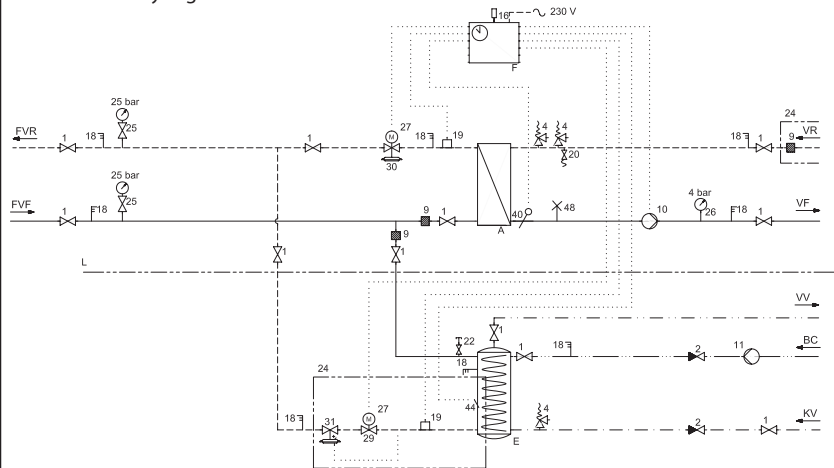 16 230 V
F
25 bar
25
FVR 1 18 1 27 18 19 4 4 18 1 24 9 VR
M
30 20
25 bar
25
FVF 1 18 9 1 40 48 10 4 bar 26 18 1 VF
A
9
1 1
L
VV
1
22 1 18 2 11 BC
18
24
44
18 31 27 19 4 2 1 KV
M
29 E